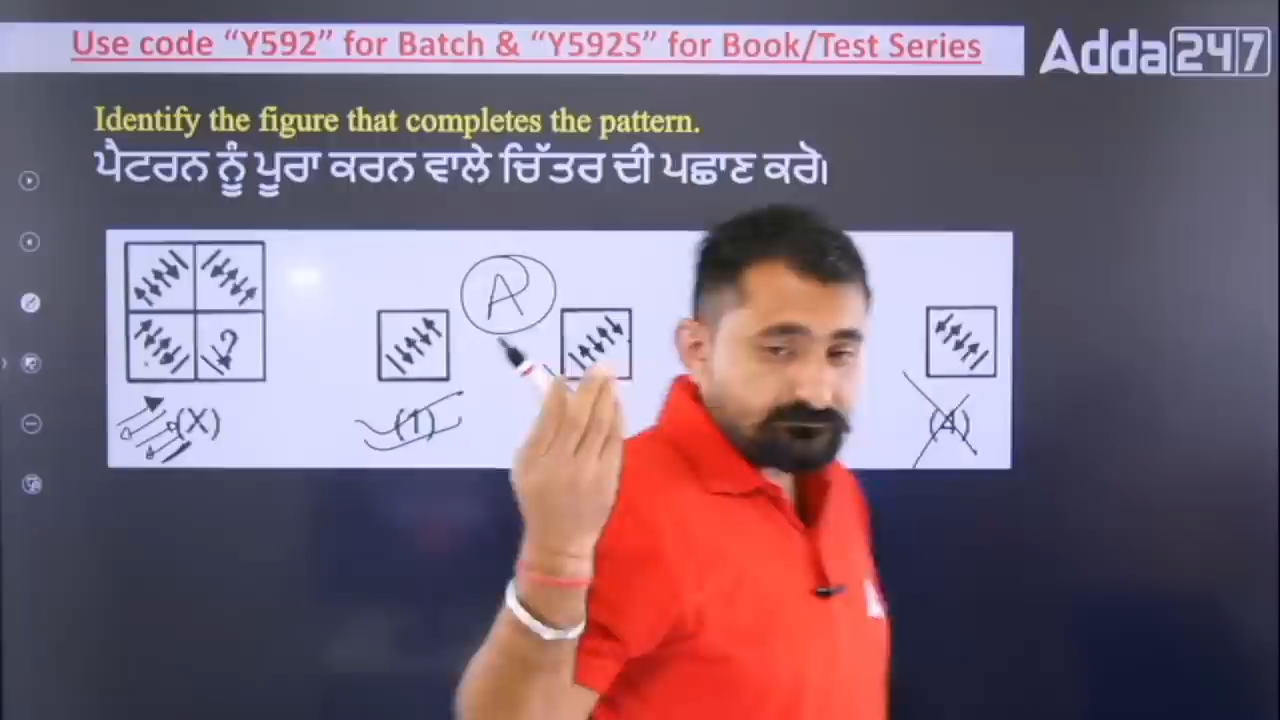 Use code “Y592” for Batch & “Y592S” for Book/Test Series
Adda247
Identify the figure that completes the pattern.
ਪੈਟਰਨ ਨੂੰ ਪੂਰਾ ਕਰਨ ਵਾਲੇ ਚਿੱਤਰ ਦੀ ਪਛਾਣ ਕਰੋ।
A
?
(X) (1) (4)